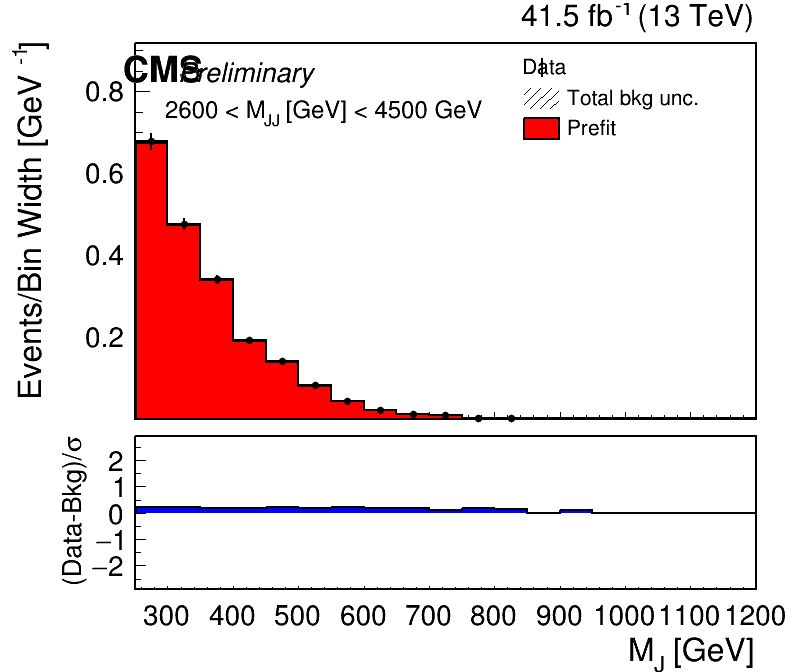 41.5 fb-1 (13 TeV)
CMS Preliminary
2600 < MJJ [GeV] < 4500 GeV
Data
Total bkg unc.
Prefit
Events/Bin Width [GeV-1]
0.8
0.6
0.4
0.2
(Data-Bkg)/σ
2
1
0
−1
−2
300 400 500 600 700 800 900 1000 1100 1200
MJ [GeV]